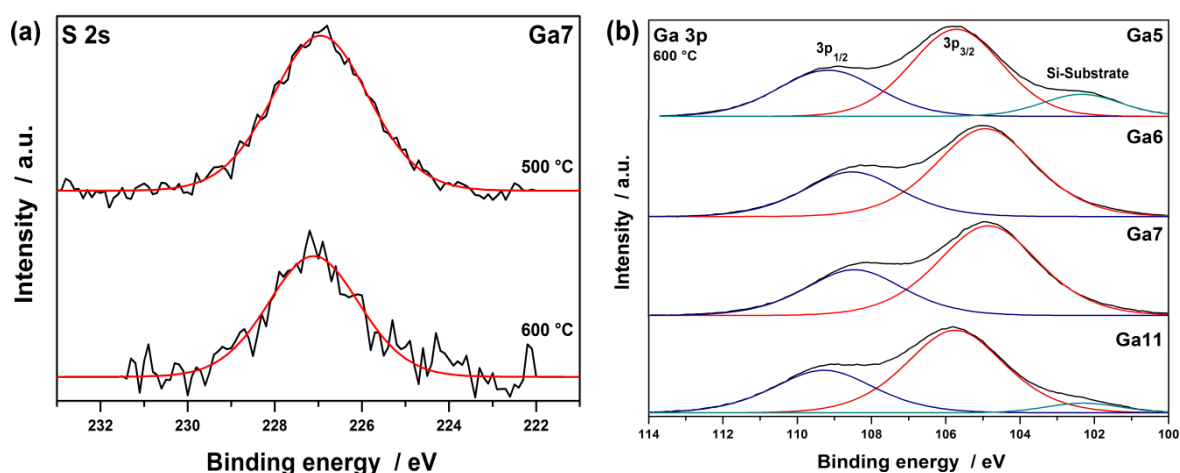 (a)
S 2s
Ga7
500 °C
600 °C
Intensity / a.u.
232
230
228
226
224
222
Binding energy / eV
(b)
Ga 3p
600 °C
3p1/2
3p3/2
Si-Substrate
Ga5
Ga6
Ga7
Ga11
Intensity / a.u.
114
112
110
108
106
104
102
100
Binding energy / eV